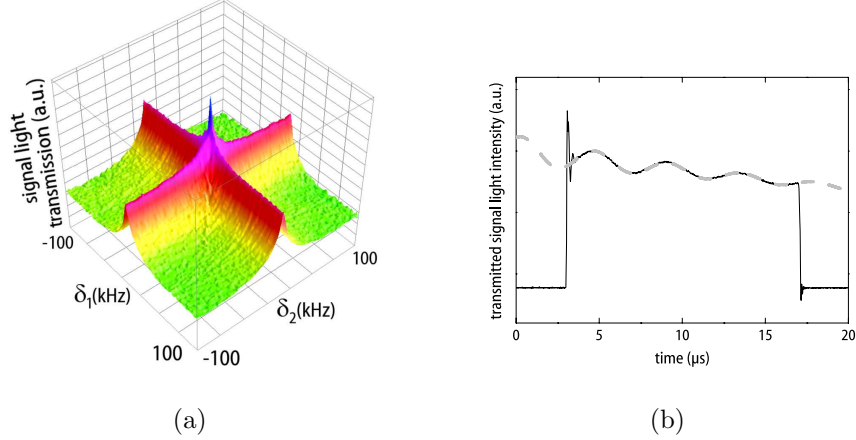 signal light
transmission (a.u.)
-100
δ1(kHz)
100
-100
δ2(kHz)
100
(a)
transmitted signal light intensity (a.u.)
0
5
10
15
20
time (µs)
(b)